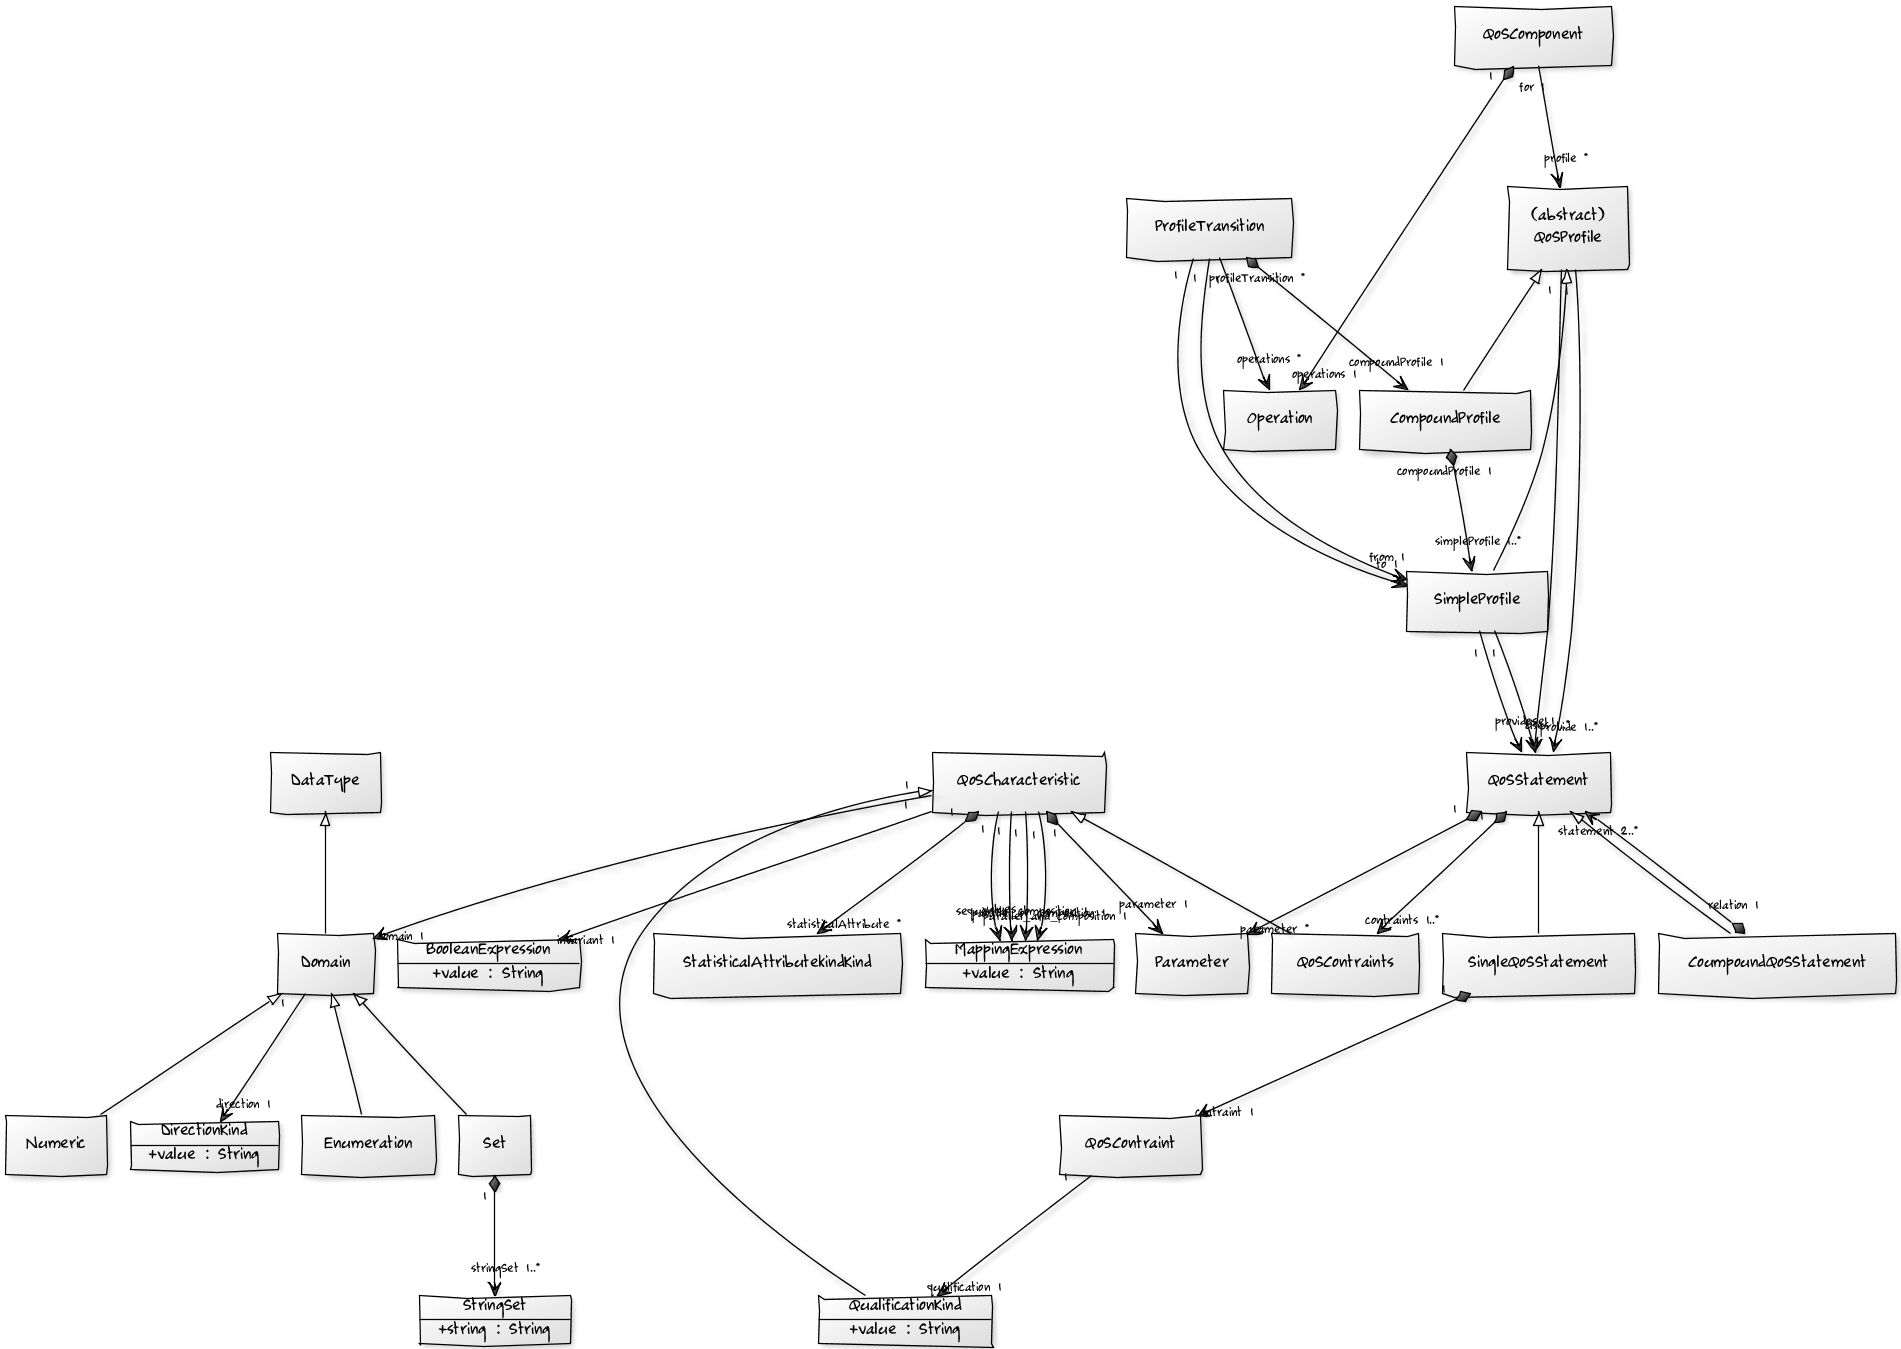 QoSComponent
1
for 1
profile *
(abstract)
QoSProfile
ProfileTransition
1
1
profileTransition *
1
operations *
operations 1
compoundProfile 1
Operation
CompoundProfile
compoundProfile 1
simpleProfile 1..*
from 1
to 1
SimpleProfile
1
1
provide 1..*
DataType
QoSCharacteristic
QoSStatement
1
1
1
1
1
1
1
1
1
statement 2..*
statisticalAttribute *
parameter 1
parameter *
contraints 1..*
relation 1
domain 1
invariant 1
Domain
BooleanExpression
+value : String
StatisticalAttributekindKind
MappingExpression
+value : String
Parameter
QoSContraints
SingleQoSStatement
CoumpoundQoSStatement
1
direction 1
contraint 1
Numeric
DirectionKind
+value : String
Enumeration
Set
QoSContraint
1
1
stringSet 1..*
qualification 1
StringSet
+string : String
QualificationKind
+value : String